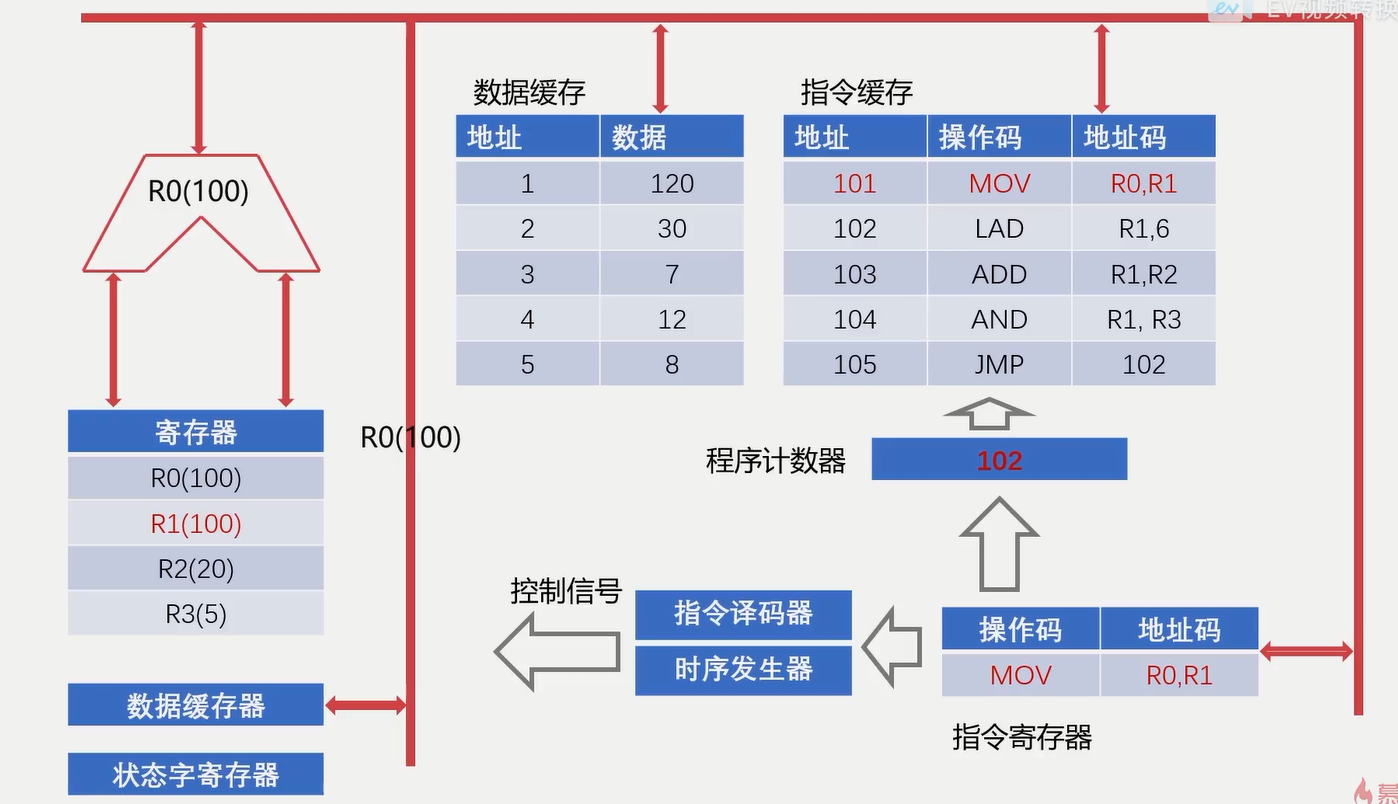 EV视频转换
数据缓存
地址 数据
1 120
2 30
3 7
4 12
5 8
指令缓存
地址 操作码 地址码
101 MOV R0,R1
102 LAD R1,6
103 ADD R1,R2
104 AND R1, R3
105 JMP 102
R0(100)
寄存器
R0(100)
R1(100)
R2(20)
R3(5)
R0(100)
程序计数器
102
控制信号
指令译码器
时序发生器
操作码 地址码
MOV R0,R1
指令寄存器
数据缓存器
状态字寄存器